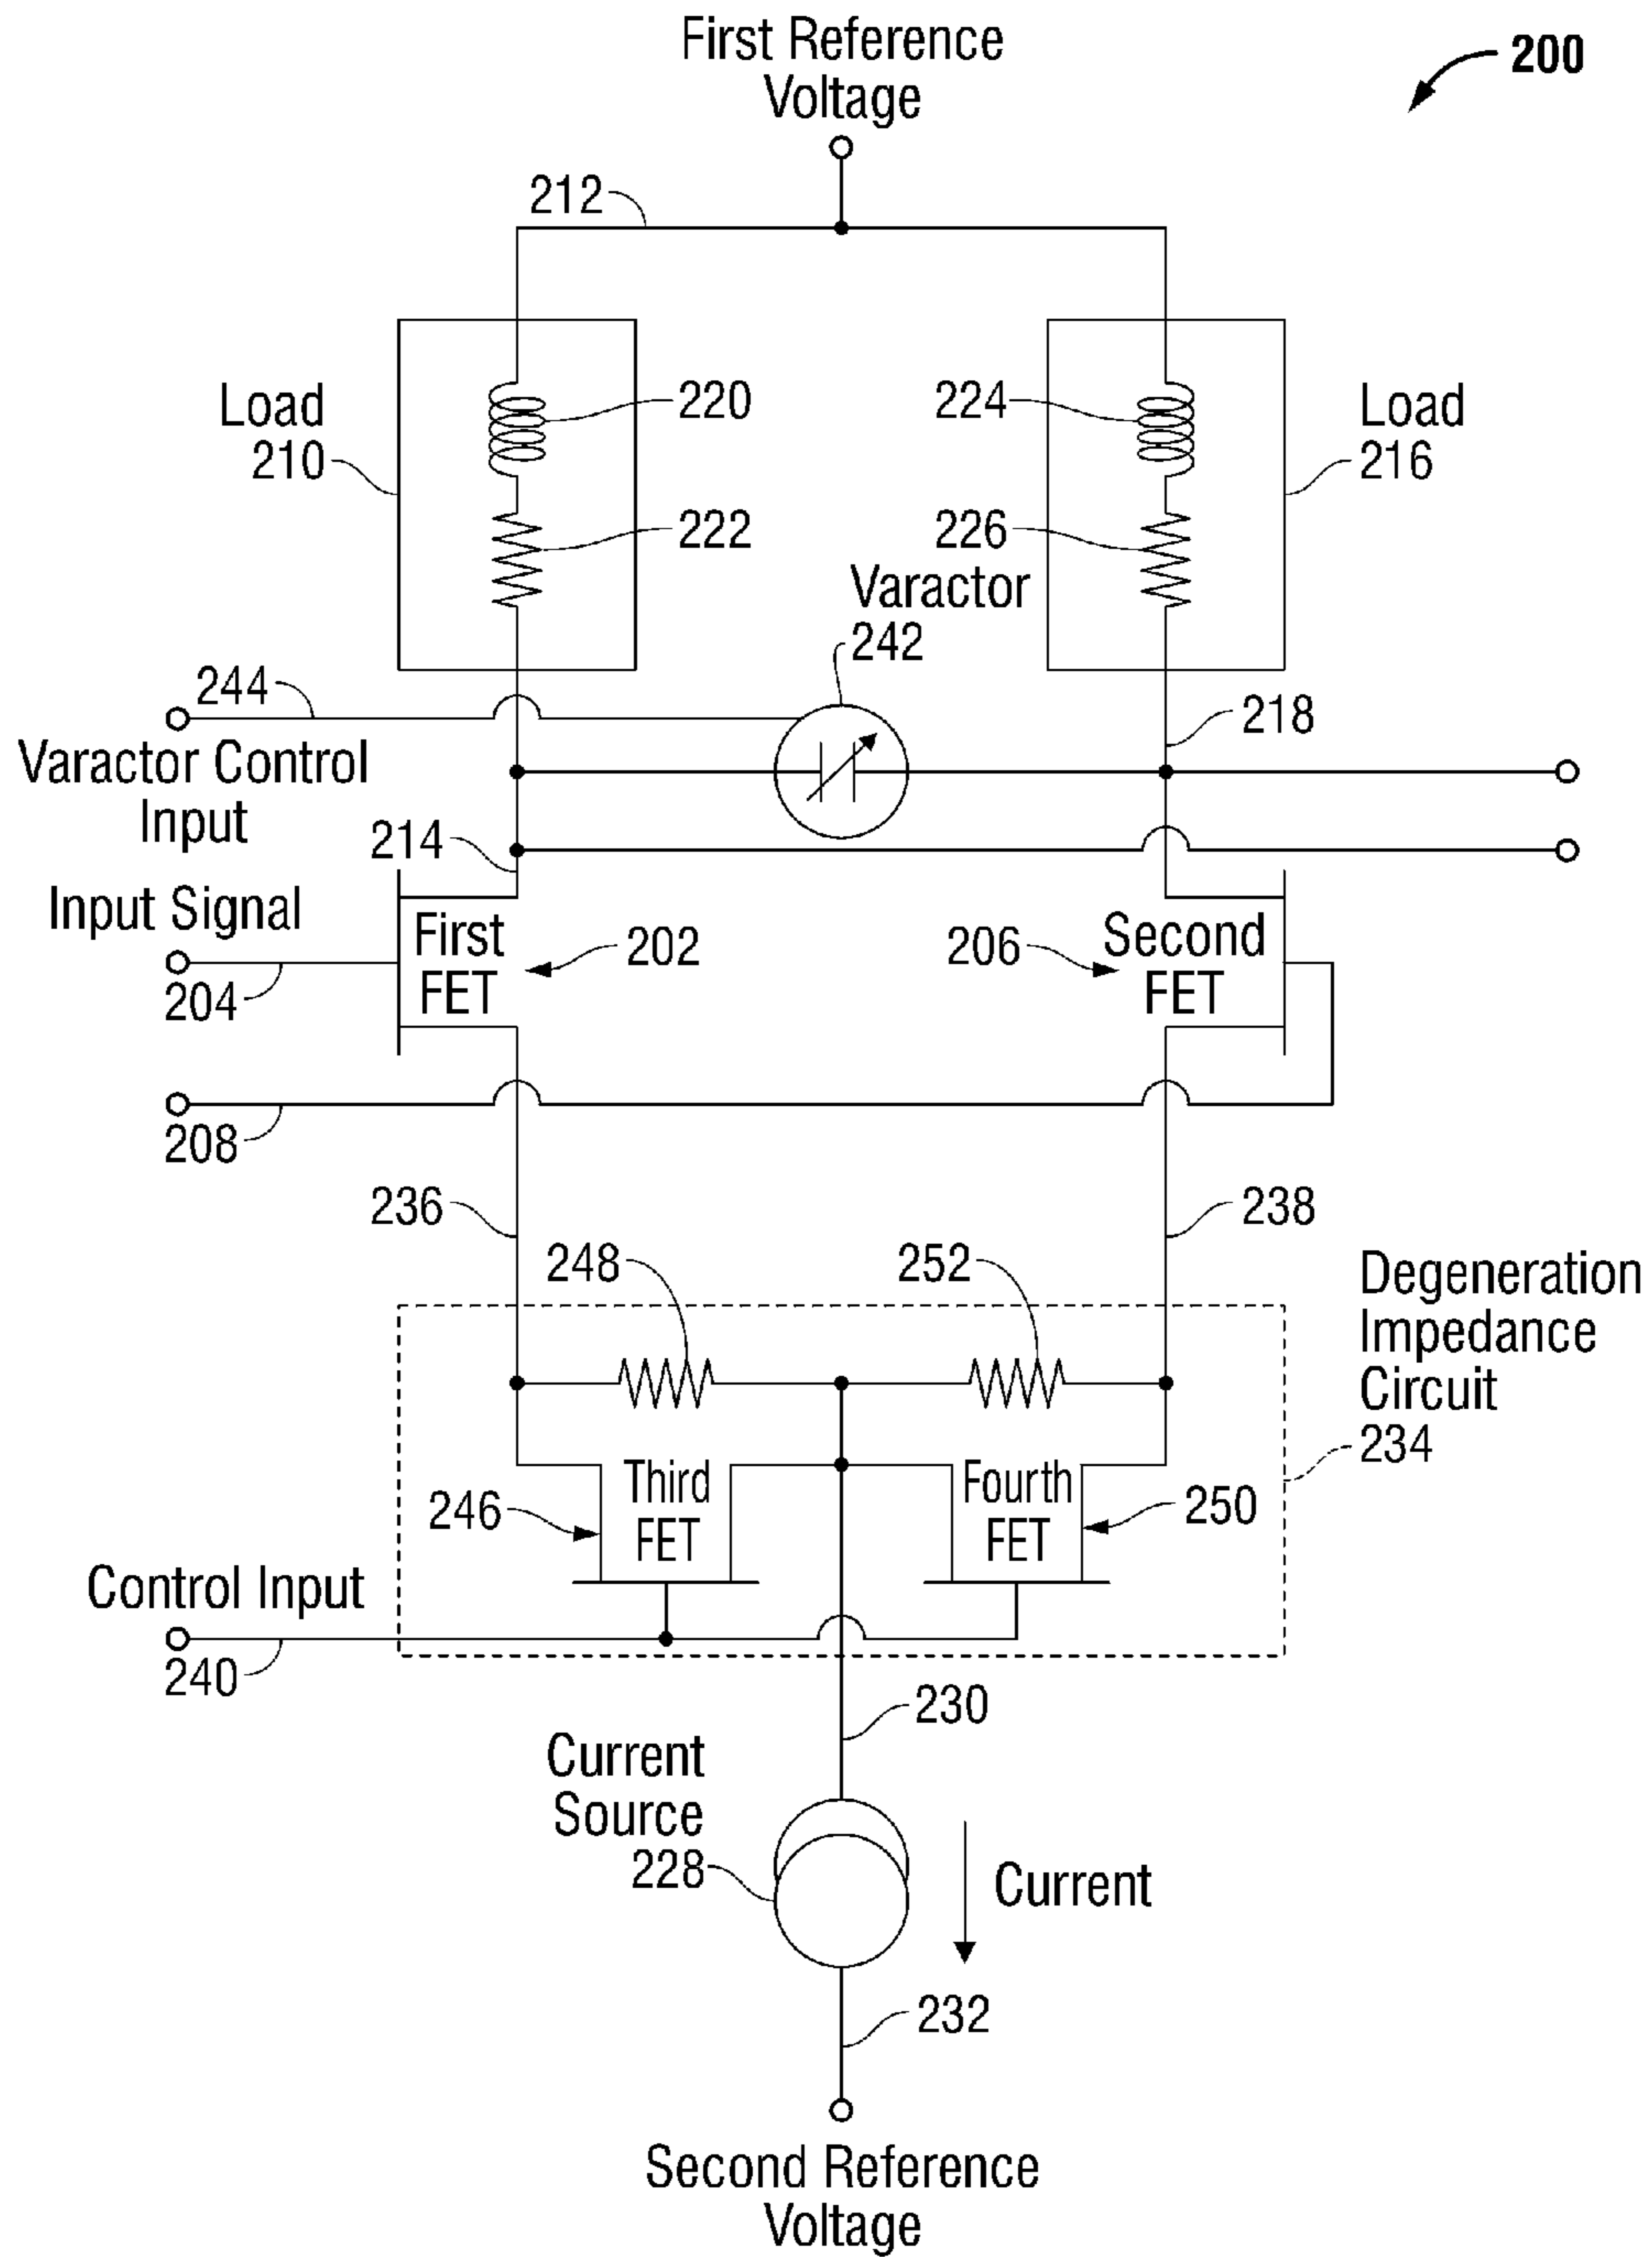 First Reference
Voltage
200
212
Load
210
220
224
Load
216
222
226
Varactor
242
244
Varactor Control
Input
218
214
Input Signal
204
First
FET
202
206
Second
FET
208
236
238
248
252
Degeneration
Impedance
Circuit
234
246
Third
FET
Fourth
FET
250
Control Input
240
230
Current
Source
228
Current
232
Second Reference
Voltage